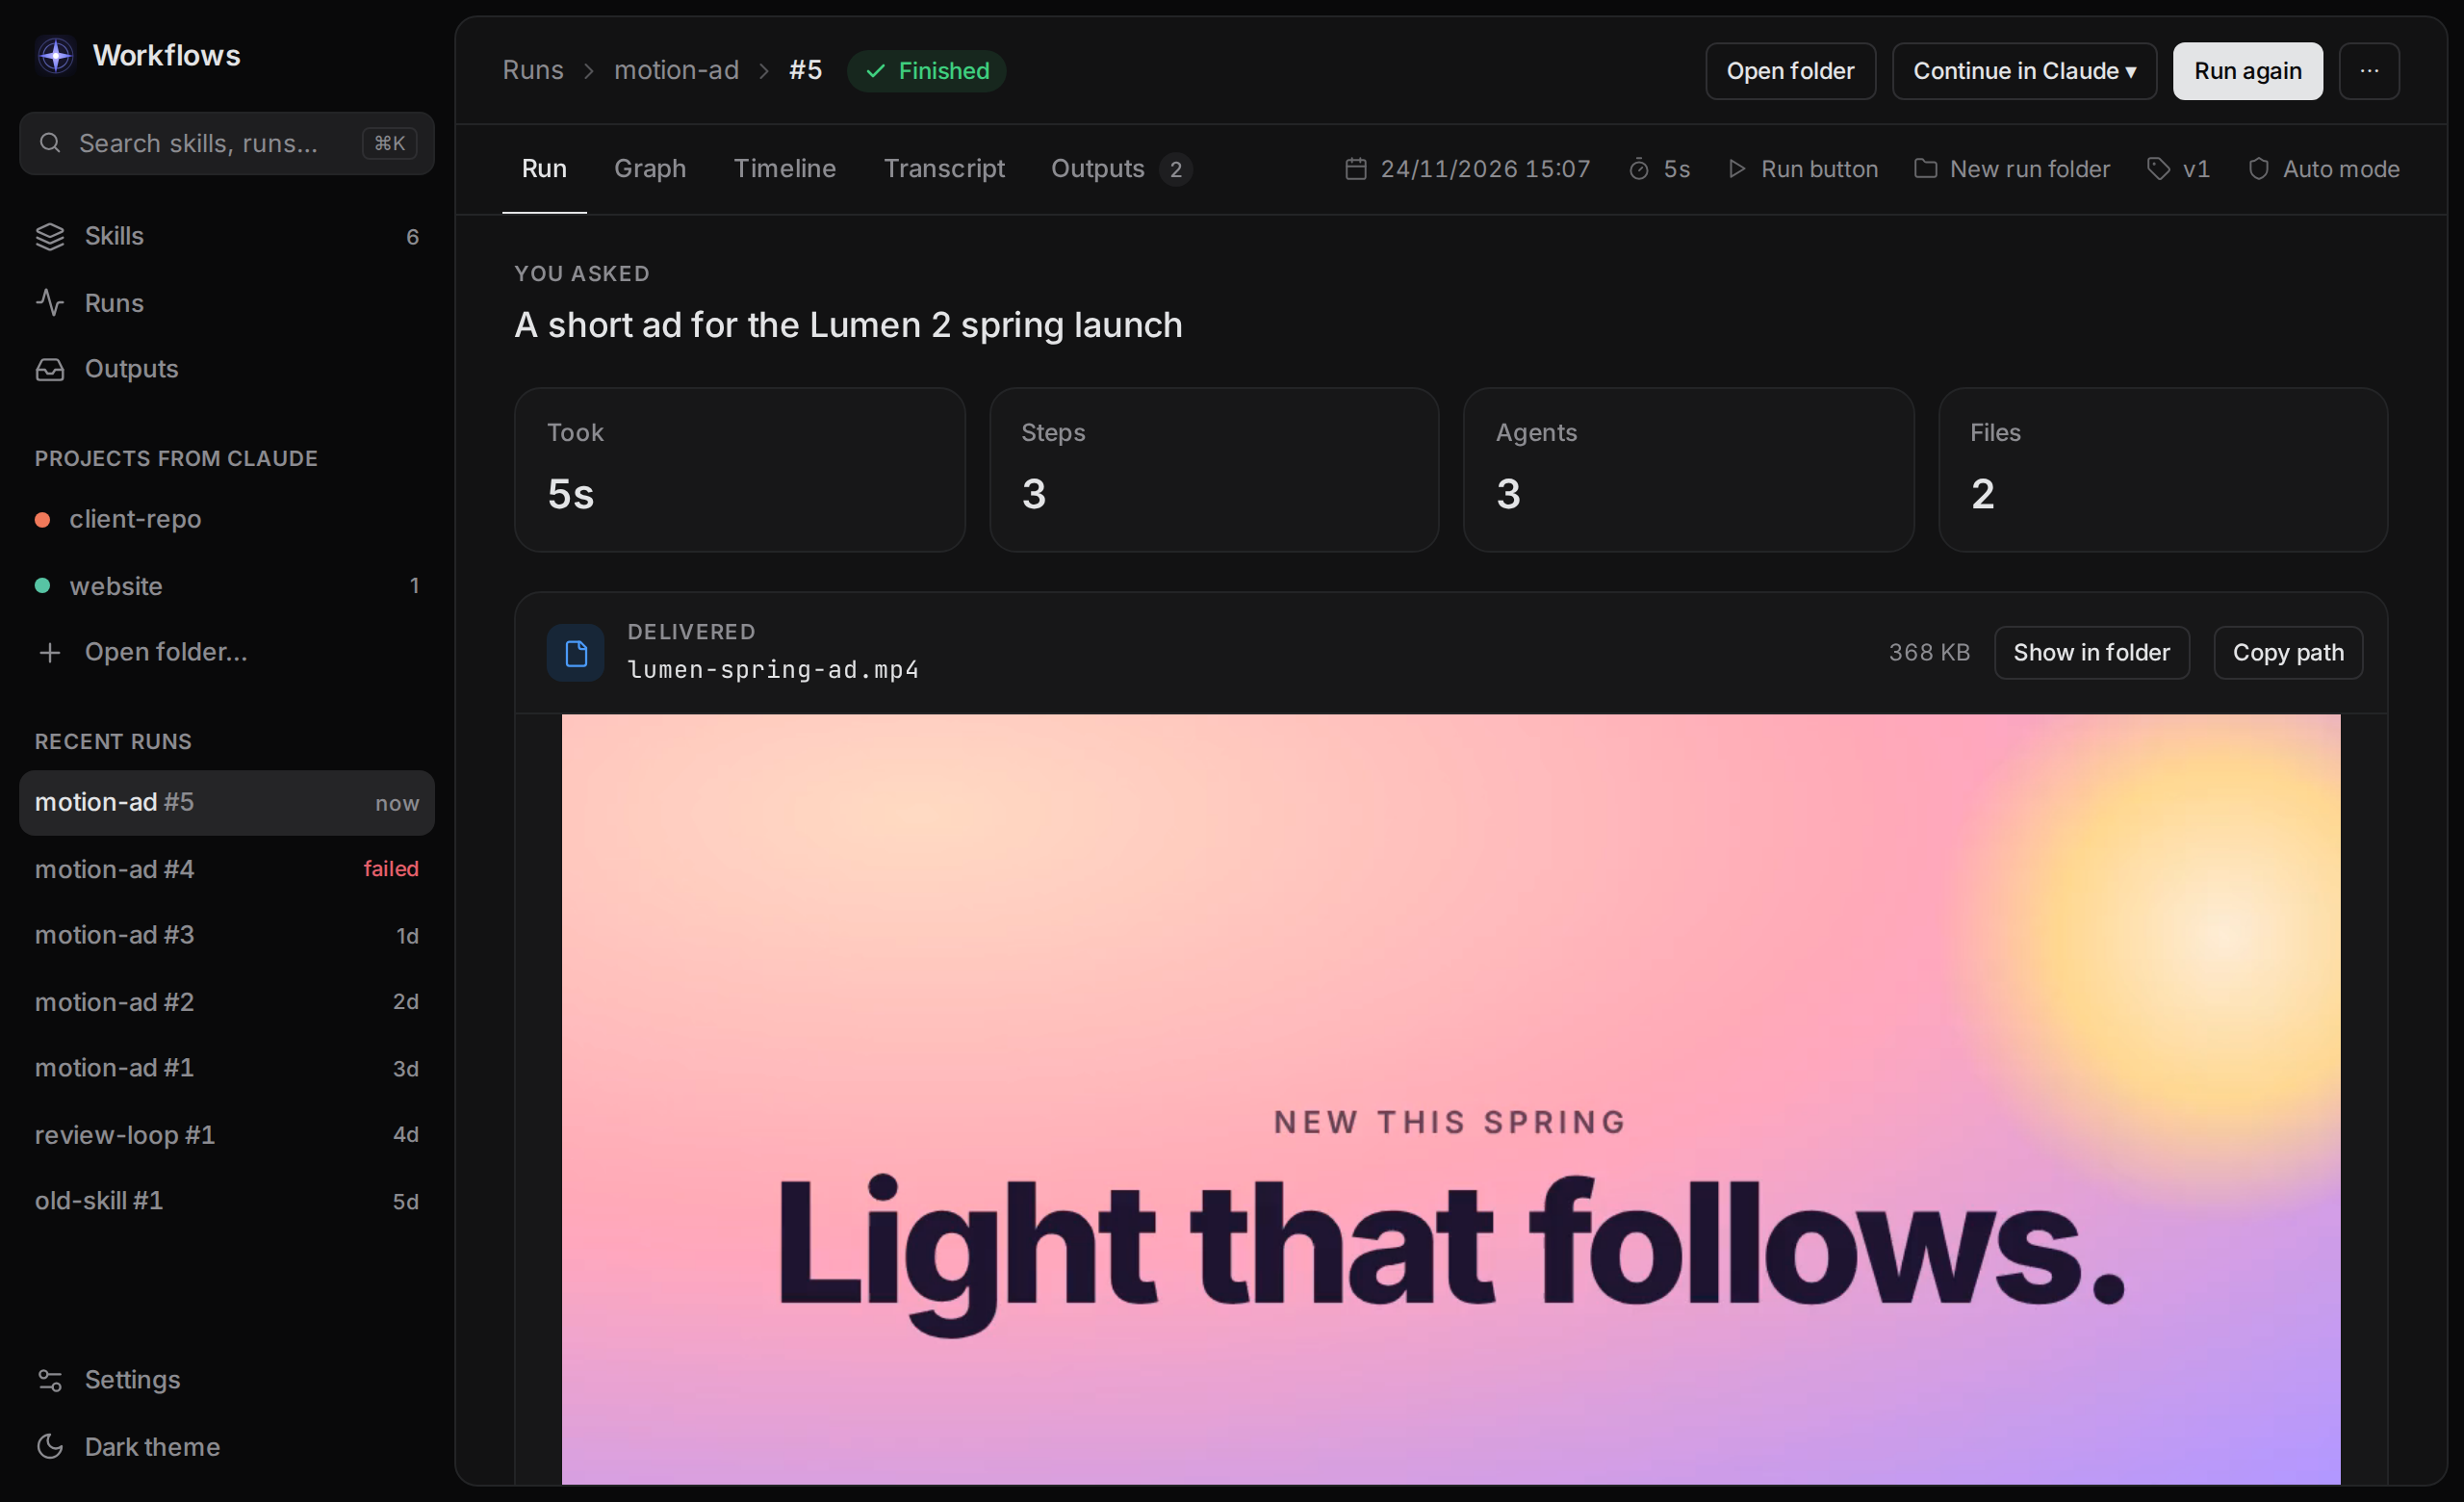 Workflows
Search skills, runs...
⌘K
Skills 6
Runs
Outputs
PROJECTS FROM CLAUDE
client-repo
website 1
Open folder...
RECENT RUNS
motion-ad #5 now
motion-ad #4 failed
motion-ad #3 1d
motion-ad #2 2d
motion-ad #1 3d
review-loop #1 4d
old-skill #1 5d
Settings
Dark theme
Runs > motion-ad > #5 Finished
Open folder
Continue in Claude ▾
Run again
...
Run Graph Timeline Transcript Outputs 2
24/11/2026 15:07 5s Run button New run folder v1 Auto mode
YOU ASKED
A short ad for the Lumen 2 spring launch
Took
5s
Steps
3
Agents
3
Files
2
DELIVERED
lumen-spring-ad.mp4
368 KB
Show in folder
Copy path
NEW THIS SPRING
Light that follows.